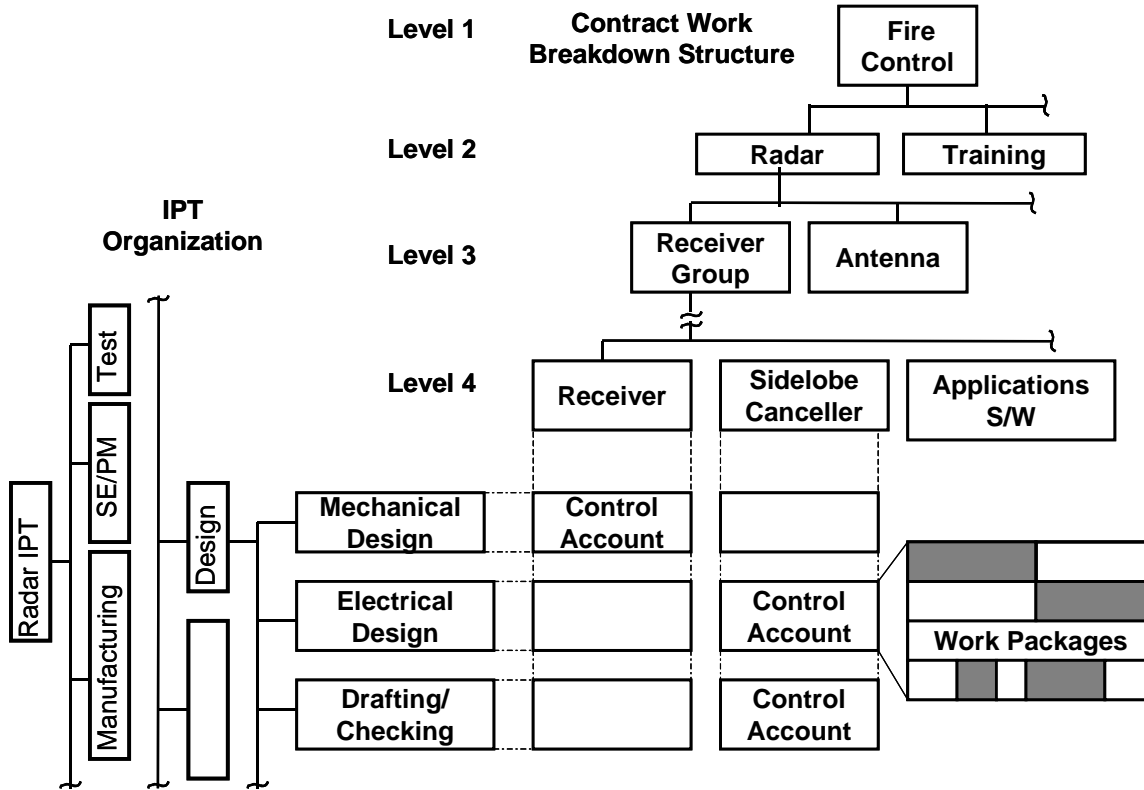 Level 1
Contract Work
Breakdown Structure
Fire
Control
Level 2
Radar
Training
IPT
Organization
Level 3
Receiver
Group
Antenna
Level 4
Receiver
Sidelobe
Canceller
Applications
S/W
Radar IPT
Test
SE/PM
Manufacturing
Design
Mechanical
Design
Control
Account
Electrical
Design
Control
Account
Work Packages
Drafting/
Checking
Control
Account